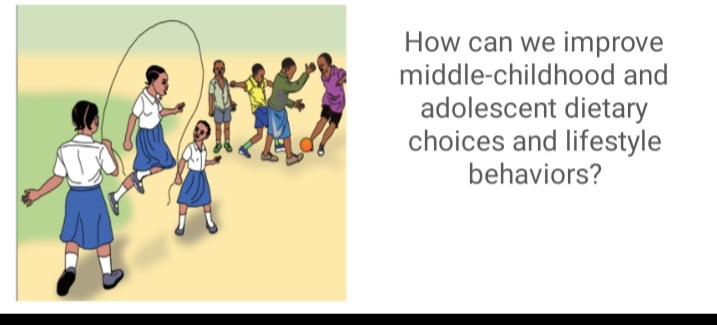 How can we improve
middle-childhood and
adolescent dietary
choices and lifestyle
behaviors?